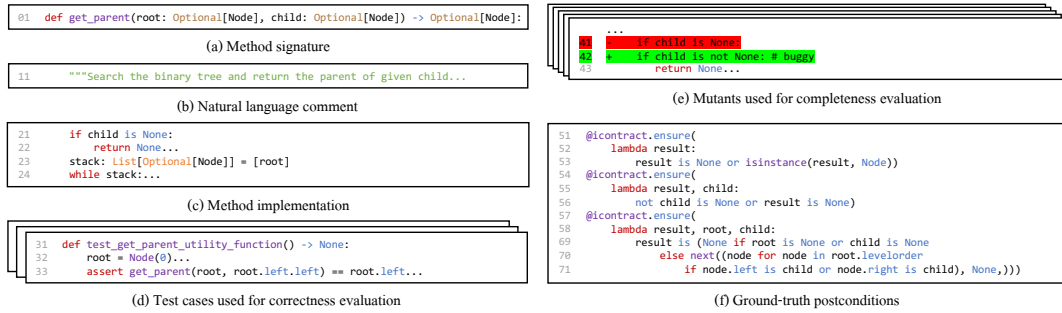 01 def get_parent(root: Optional[Node], child: Optional[Node]) -> Optional[Node]:
(a) Method signature
11 """Search the binary tree and return the parent of given child...
(b) Natural language comment
21 if child is None:
22 return None...
23 stack: List[Optional[Node]] = [root]
24 while stack:...
(c) Method implementation
31 def test_get_parent_utility_function() -> None:
32 root = Node(0)...
33 assert get_parent(root, root.left.left) == root.left...
(d) Test cases used for correctness evaluation
...
41 - if child is None:
42 + if child is not None: # buggy
43 return None...
(e) Mutants used for completeness evaluation
51 @icontract.ensure(
52 lambda result:
53 result is None or isinstance(result, Node))
54 @icontract.ensure(
55 lambda result, child:
56 not child is None or result is None)
57 @icontract.ensure(
58 lambda result, root, child:
69 result is (None if root is None or child is None
70 else next((node for node in root.levelorder
71 if node.left is child or node.right is child), None,)))
(f) Ground-truth postconditions